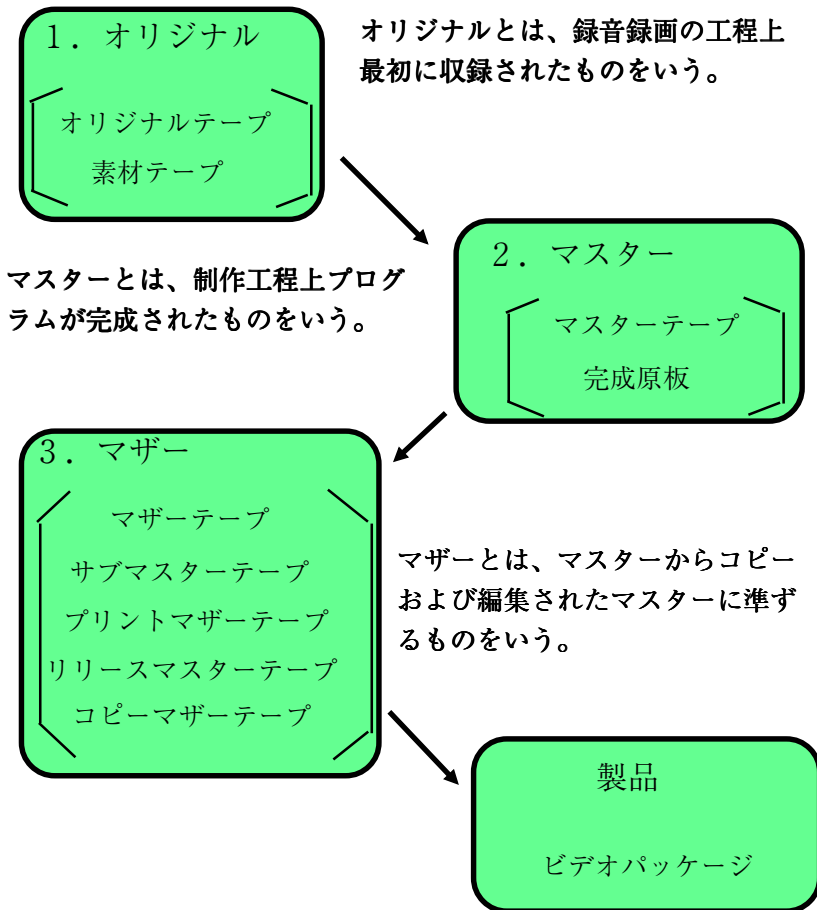 1．オリジナル
オリジナルテープ
素材テープ
オリジナルとは、録音録画の工程上
最初に収録されたものをいう。
2．マスター
マスターテープ
完成原板
マスターとは、制作工程上プログ
ラムが完成されたものをいう。
3．マザー
マザーテープ
サブマスターテープ
プリントマザーテープ
リリースマスターテープ
コピーマザーテープ
マザーとは、マスターからコピー
および編集されたマスターに準ず
るものをいう。
製品
ビデオパッケージ